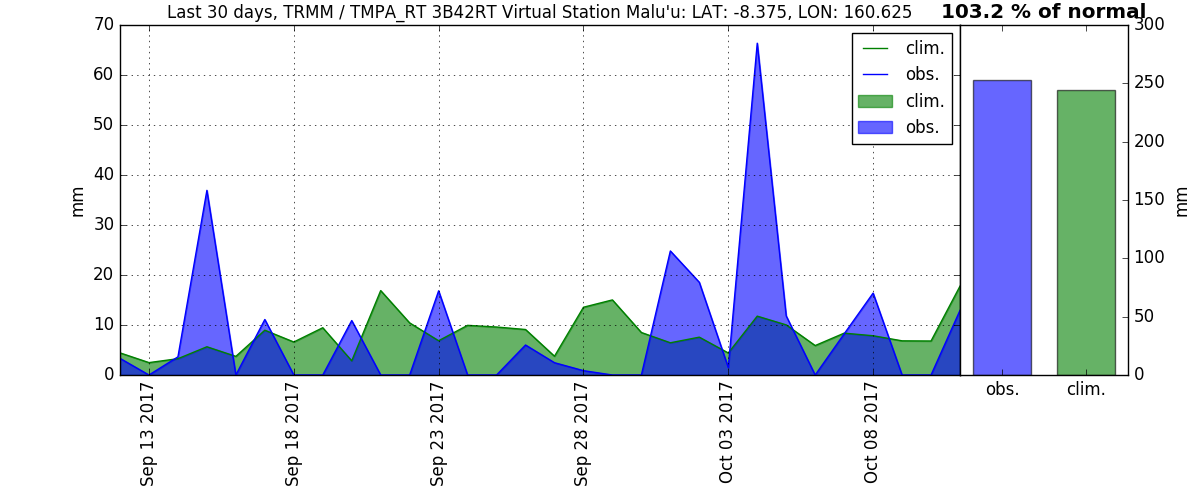 Last 30 days, TRMM / TMPA_RT 3B42RT Virtual Station Malu'u: LAT: -8.375, LON: 160.625
103.2 % of normal
70
60
50
40
30
20
10
0
mm
clim.
obs.
clim.
obs.
Sep 13 2017
Sep 18 2017
Sep 23 2017
Sep 28 2017
Oct 03 2017
Oct 08 2017
300
250
200
150
100
50
0
mm
obs.
clim.